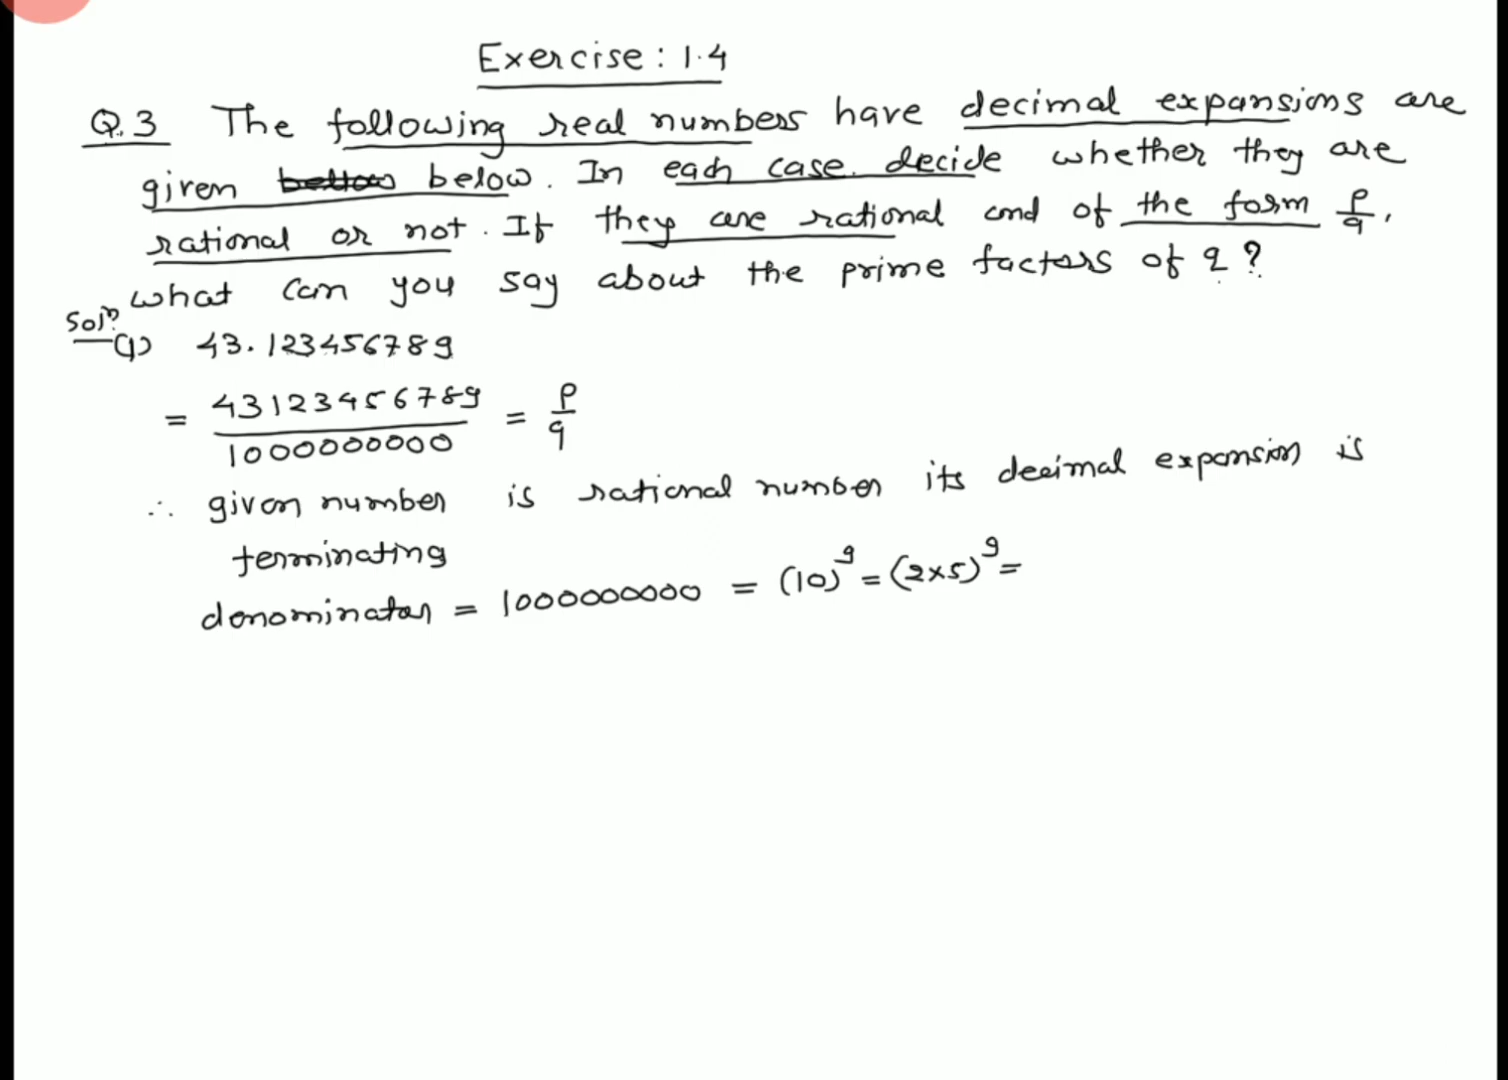 Exercise: 1.4
Q.3 The following real numbers have decimal expansions are
given below. In each case decide whether they are
rational or not. If they are rational and of the form p/q,
what can you say about the prime factors of q?
Solⁿ (i) 43.123456789
= 43123456789/1000000000 = p/q
∴ given number is rational number its decimal expansion is
terminating
denominator = 1000000000 = (10)⁹ = (2×5)⁹ =